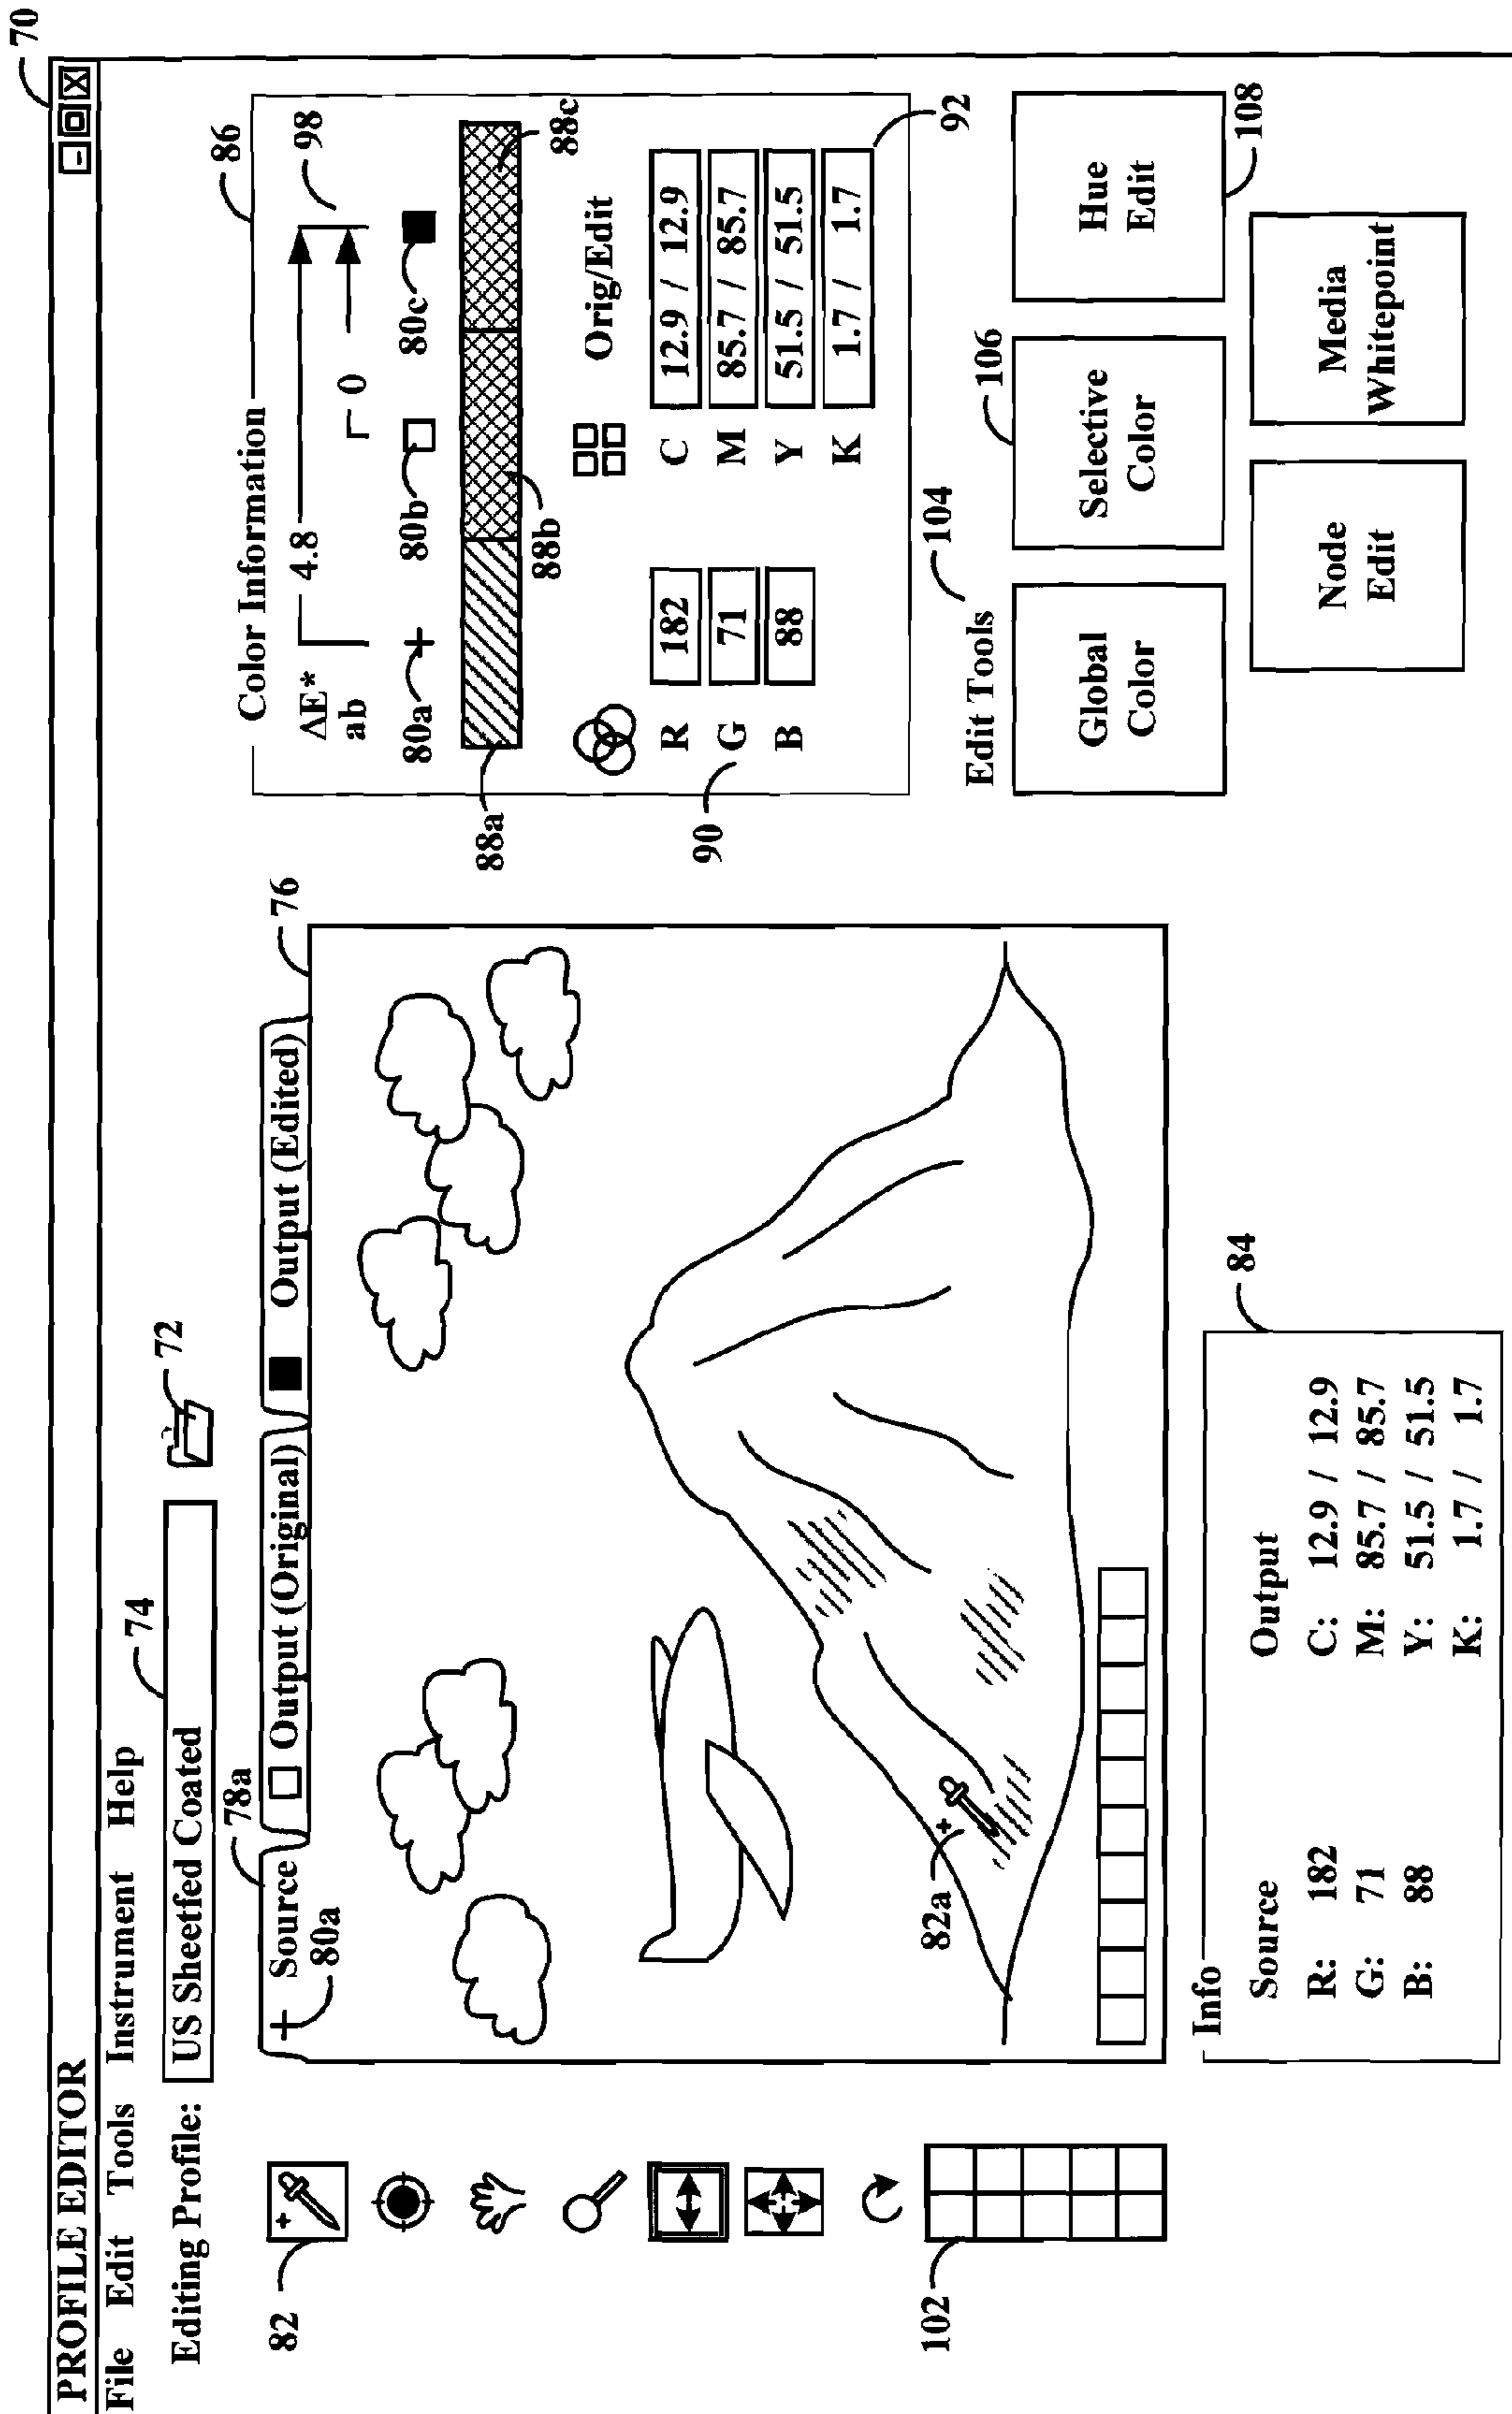 70
PROFILE EDITOR
File Edit Tools Instrument Help
Editing Profile: US Sheetfed Coated
74
72
78a
Source
Output (Original)
Output (Edited)
76
80a
82
82a
102
Info
84
Source
Output
R: 182
C: 12.9 / 12.9
G: 71
M: 85.7 / 85.7
B: 88
Y: 51.5 / 51.5
K: 1.7 / 1.7
Color Information
86
ΔE*
ab
4.8
98
0
80a
80b
80c
88a
88b
88c
Orig/Edit
R 182
C 12.9 / 12.9
G 71
M 85.7 / 85.7
B 88
Y 51.5 / 51.5
K 1.7 / 1.7
90
92
Edit Tools
104
106
Global
Color
Selective
Color
Hue
Edit
108
Node
Edit
Media
Whitepoint